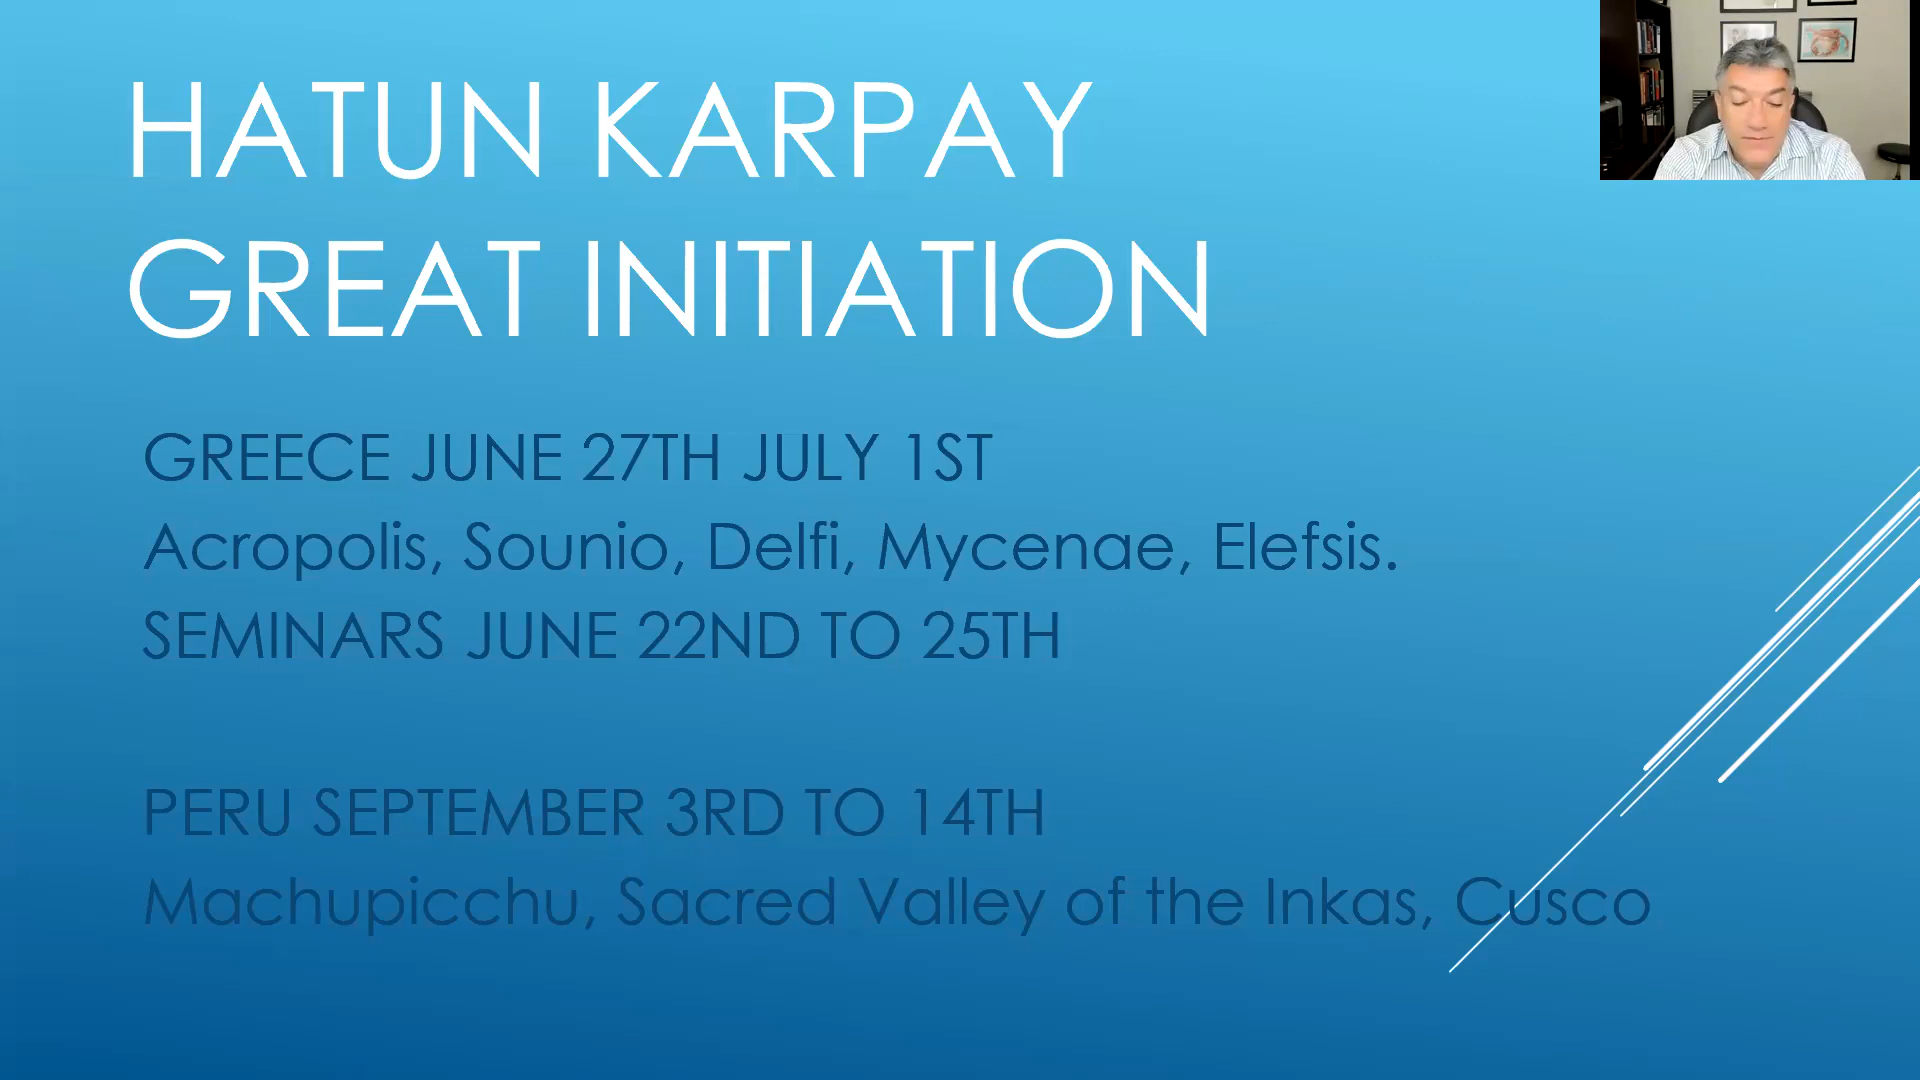 HATUN KARPAY
GREAT INITIATION
GREECE JUNE 27TH JULY 1ST
Acropolis, Sounio, Delfi, Mycenae, Elefsis.
SEMINARS JUNE 22ND TO 25TH
PERU SEPTEMBER 3RD TO 14TH
Machupicchu, Sacred Valley of the Inkas, Cusco